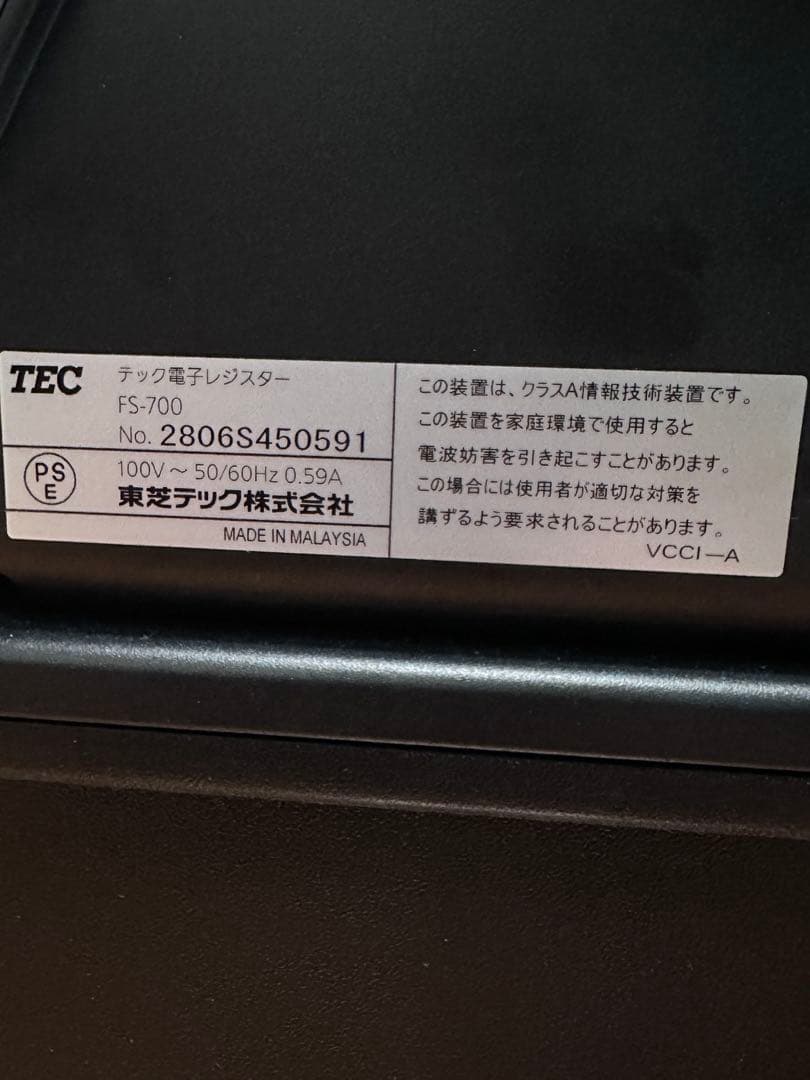 TEC
テック電子レジスター
FS-700
No. 2806S450591
PS
E
100V～50/60Hz 0.59A
東芝テック株式会社
MADE IN MALAYSIA
この装置は、クラスA情報技術装置です。
この装置を家庭環境で使用すると
電波妨害を引き起こすことがあります。
この場合には使用者が適切な対策を
講ずるよう要求されることがあります。
VCCI－A